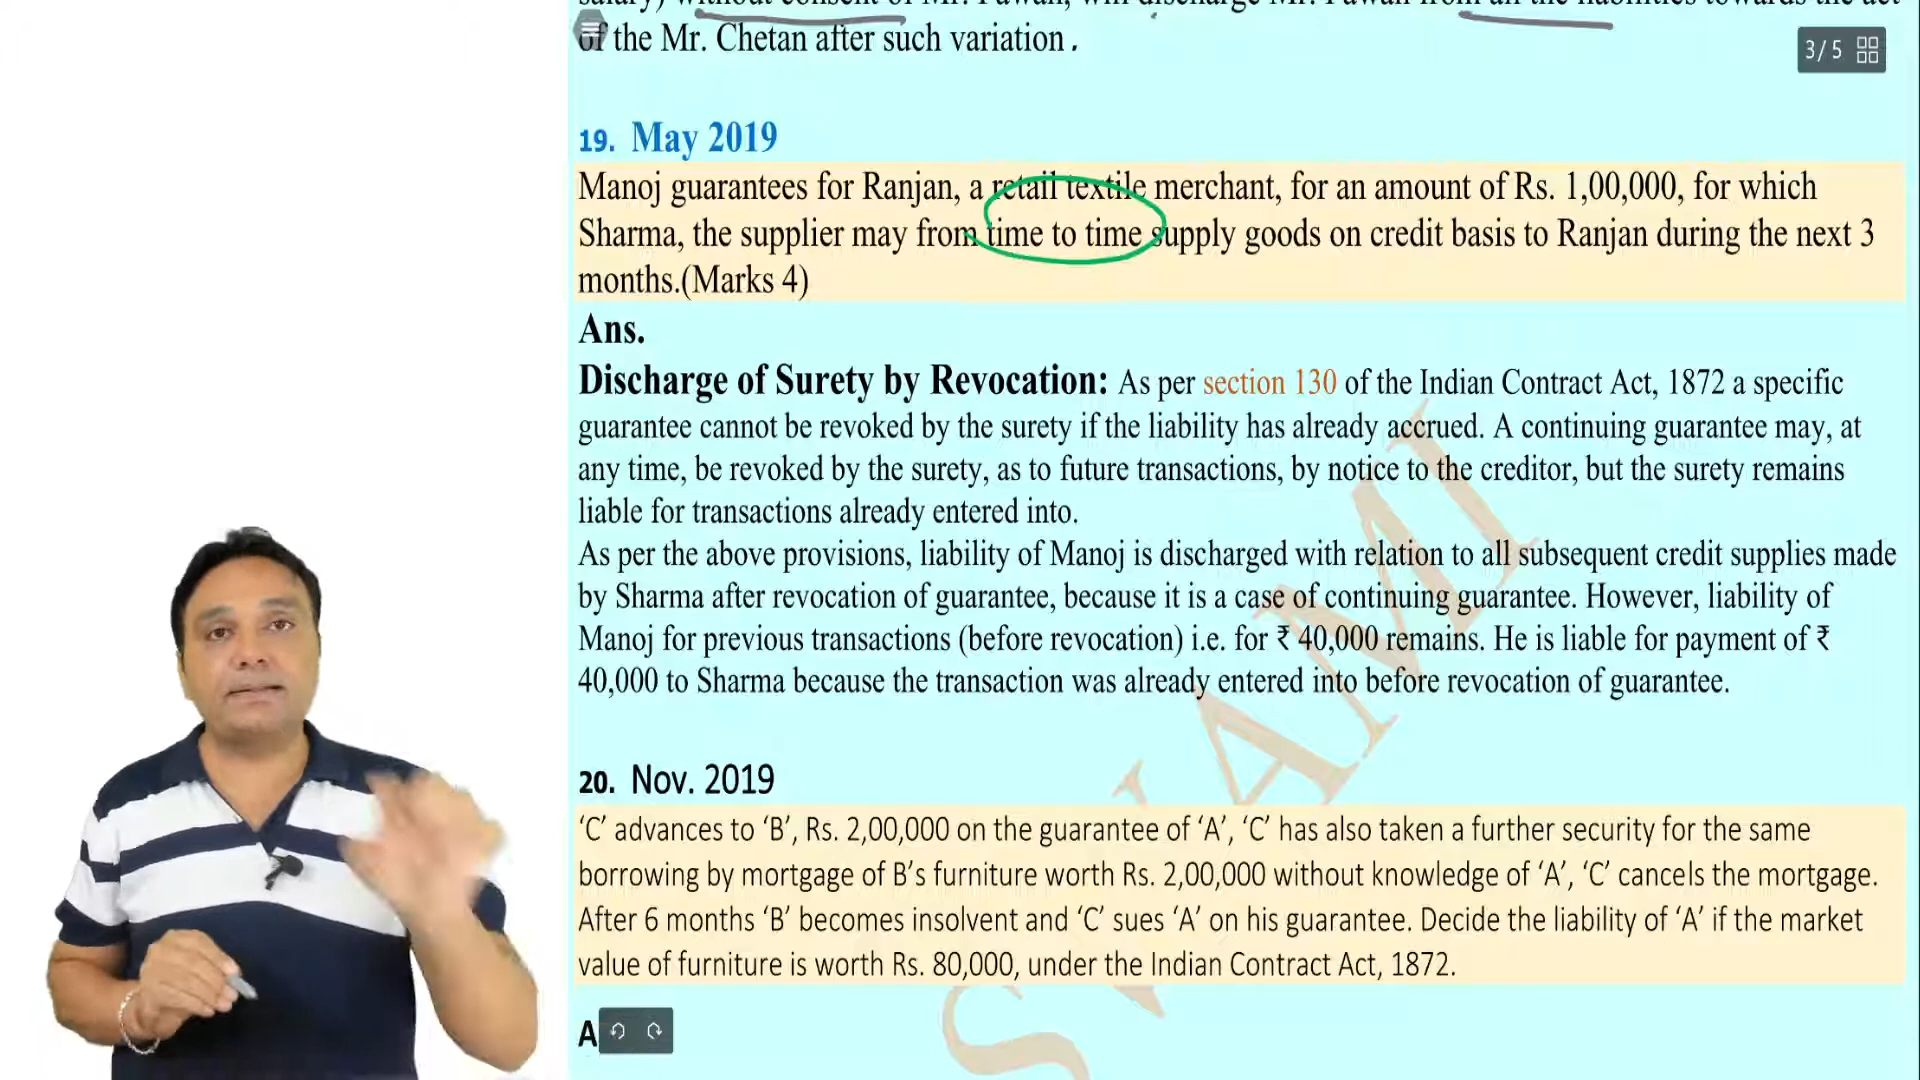 of the Mr. Chetan after such variation .
3/5
19. May 2019
Manoj guarantees for Ranjan, a retail textile merchant, for an amount of Rs. 1,00,000, for which
Sharma, the supplier may from time to time supply goods on credit basis to Ranjan during the next 3
months.(Marks 4)
Ans.
Discharge of Surety by Revocation: As per section 130 of the Indian Contract Act, 1872 a specific
guarantee cannot be revoked by the surety if the liability has already accrued. A continuing guarantee may, at
any time, be revoked by the surety, as to future transactions, by notice to the creditor, but the surety remains
liable for transactions already entered into.
As per the above provisions, liability of Manoj is discharged with relation to all subsequent credit supplies made
by Sharma after revocation of guarantee, because it is a case of continuing guarantee. However, liability of
Manoj for previous transactions (before revocation) i.e. for ₹ 40,000 remains. He is liable for payment of ₹
40,000 to Sharma because the transaction was already entered into before revocation of guarantee.
20. Nov. 2019
‘C’ advances to ‘B’, Rs. 2,00,000 on the guarantee of ‘A’, ‘C’ has also taken a further security for the same
borrowing by mortgage of B’s furniture worth Rs. 2,00,000 without knowledge of ‘A’, ‘C’ cancels the mortgage.
After 6 months ‘B’ becomes insolvent and ‘C’ sues ‘A’ on his guarantee. Decide the liability of ‘A’ if the market
value of furniture is worth Rs. 80,000, under the Indian Contract Act, 1872.
A
SWAMI